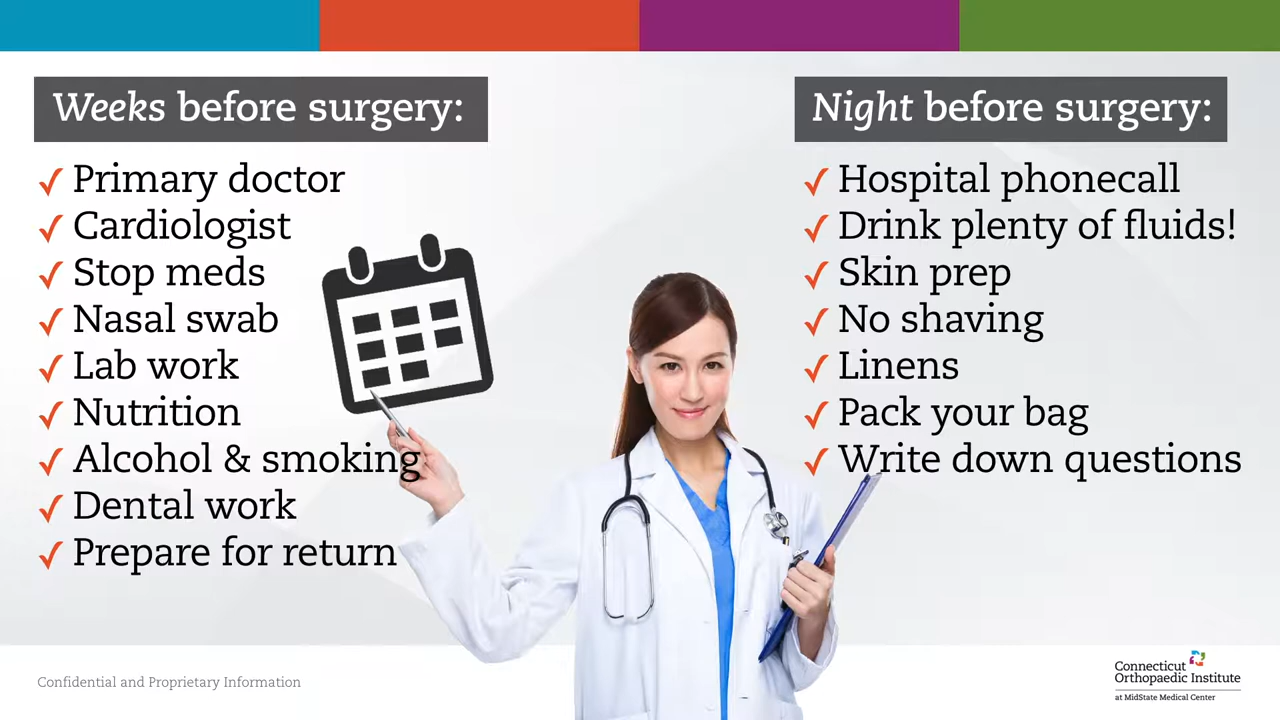 Weeks before surgery:
✓ Primary doctor
✓ Cardiologist
✓ Stop meds
✓ Nasal swab
✓ Lab work
✓ Nutrition
✓ Alcohol & smoking
✓ Dental work
✓ Prepare for return
Night before surgery:
✓ Hospital phonecall
✓ Drink plenty of fluids!
✓ Skin prep
✓ No shaving
✓ Linens
✓ Pack your bag
✓ Write down questions
Confidential and Proprietary Information
Connecticut
Orthopaedic Institute
at MidState Medical Center